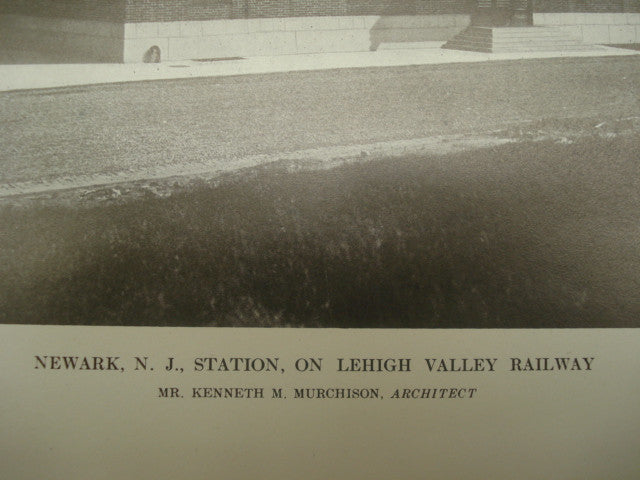 NEWARK, N. J., STATION, ON LEHIGH VALLEY RAILWAY
MR. KENNETH M. MURCHISON, ARCHITECT